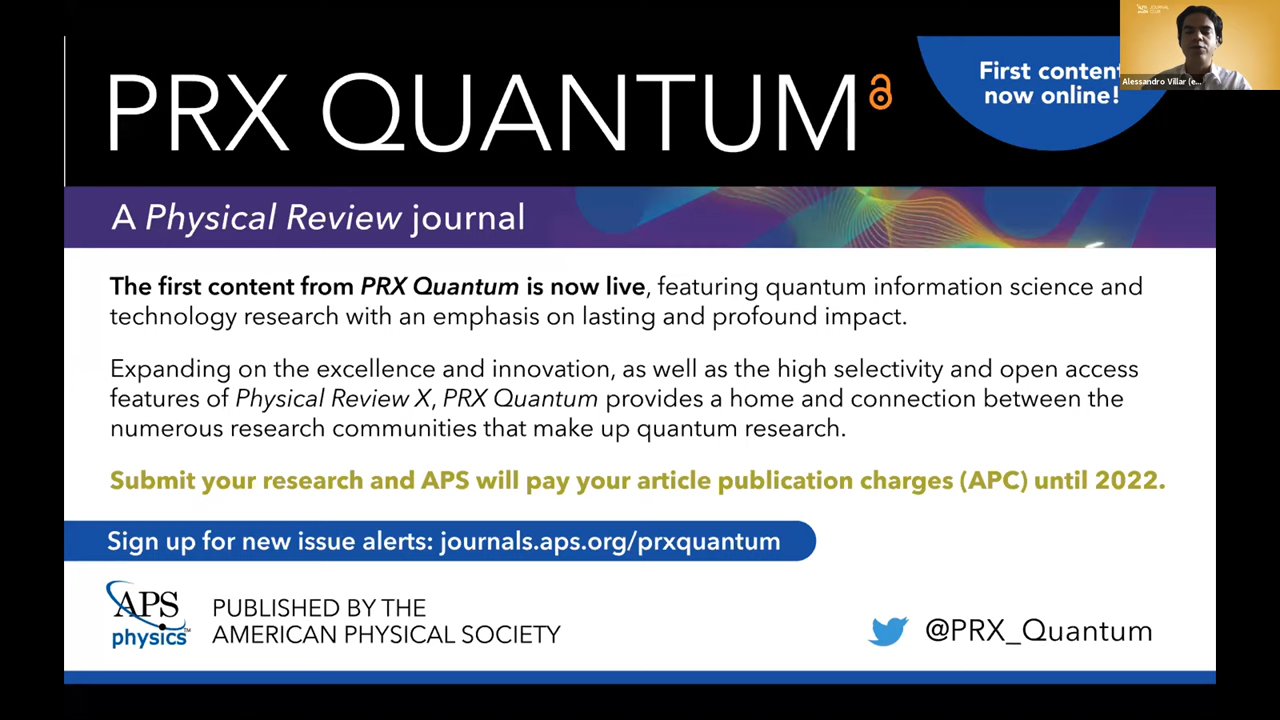 PRX QUANTUM
First content
now online!
APS
JOURNAL
CLUB
Alessandro Villar (e...
A Physical Review journal
The first content from PRX Quantum is now live, featuring quantum information science and
technology research with an emphasis on lasting and profound impact.
Expanding on the excellence and innovation, as well as the high selectivity and open access
features of Physical Review X, PRX Quantum provides a home and connection between the
numerous research communities that make up quantum research.
Submit your research and APS will pay your article publication charges (APC) until 2022.
Sign up for new issue alerts: journals.aps.org/prxquantum
APS
physics™
PUBLISHED BY THE
AMERICAN PHYSICAL SOCIETY
@PRX_Quantum